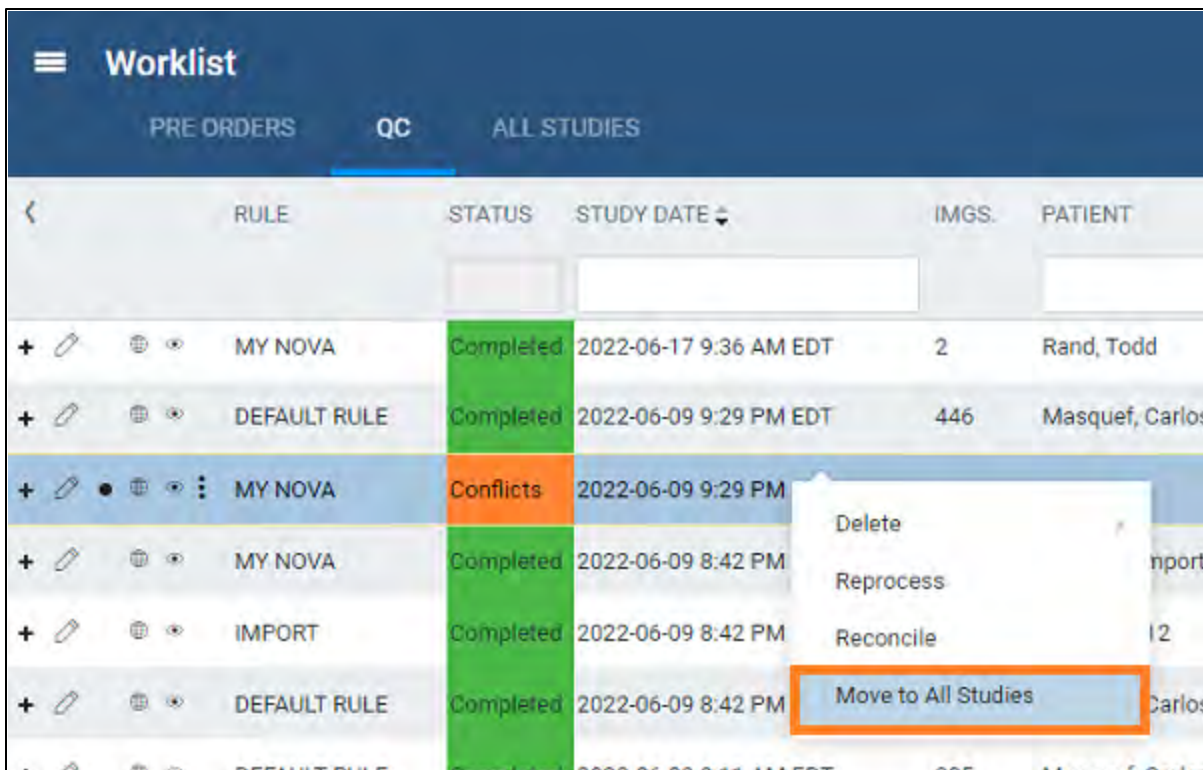 Worklist
PRE ORDERS QC ALL STUDIES
RULE STATUS STUDY DATE IMGS. PATIENT
MY NOVA Completed 2022-06-17 9:36 AM EDT 2 Rand, Todd
DEFAULT RULE Completed 2022-06-09 9:29 PM EDT 446 Masquef, Carlos
MY NOVA Conflicts 2022-06-09 9:29 PM
Delete
MY NOVA Completed 2022-06-09 8:42 PM
Reprocess
IMPORT Completed 2022-06-09 8:42 PM 12
Reconcile
DEFAULT RULE Completed 2022-06-09 8:42 PM Carlos
Move to All Studies
DEFAULT RULE